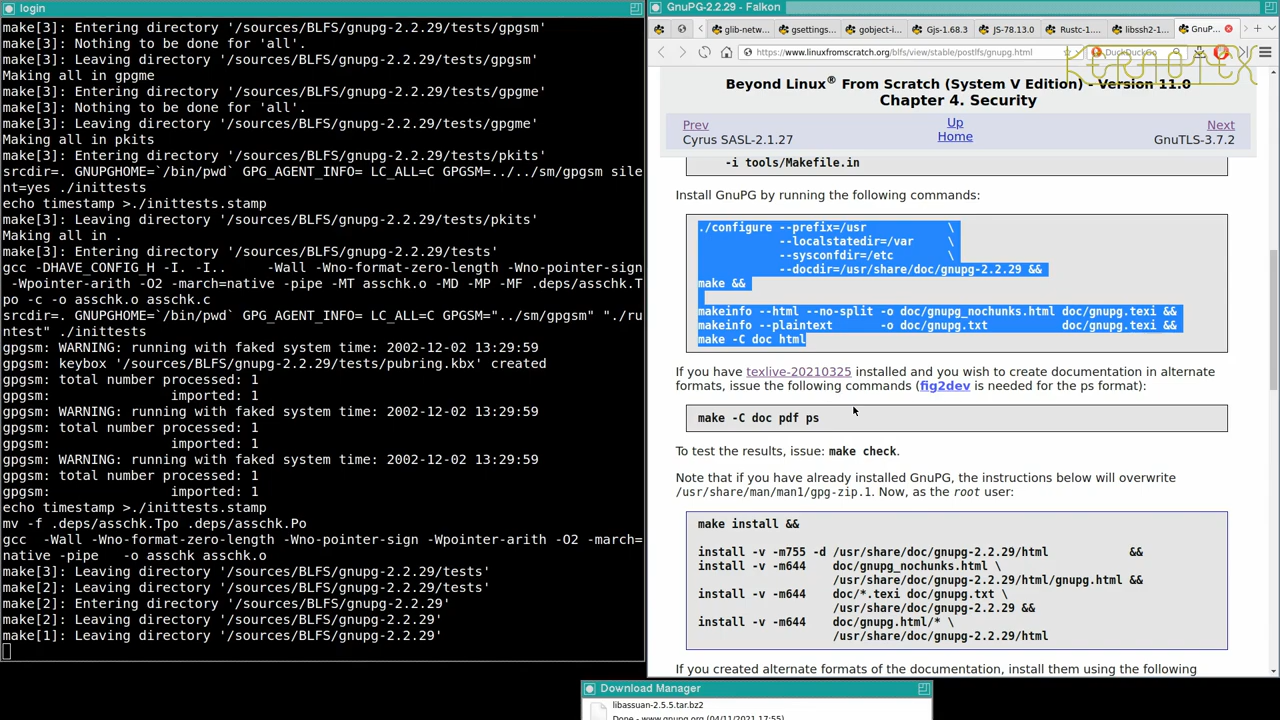 login
make[3]: Entering directory '/sources/BLFS/gnupg-2.2.29/tests/gpgsm'
make[3]: Nothing to be done for 'all'.
make[3]: Leaving directory '/sources/BLFS/gnupg-2.2.29/tests/gpgsm'
Making all in gpgme
make[3]: Entering directory '/sources/BLFS/gnupg-2.2.29/tests/gpgme'
make[3]: Nothing to be done for 'all'.
make[3]: Leaving directory '/sources/BLFS/gnupg-2.2.29/tests/gpgme'
Making all in pkits
make[3]: Entering directory '/sources/BLFS/gnupg-2.2.29/tests/pkits'
srcdir=. GNUPGHOME=`/bin/pwd` GPG_AGENT_INFO= LC_ALL=C GPGSM=../../sm/gpgsm sile
nt=yes ./inittests
echo timestamp >./inittests.stamp
make[3]: Leaving directory '/sources/BLFS/gnupg-2.2.29/tests/pkits'
Making all in .
make[3]: Entering directory '/sources/BLFS/gnupg-2.2.29/tests'
gcc -DHAVE_CONFIG_H -I. -I..     -Wall -Wno-format-zero-length -Wno-pointer-sign
 -Wpointer-arith -O2 -march=native -pipe -MT asschk.o -MD -MP -MF .deps/asschk.T
po -c -o asschk.o asschk.c
srcdir=. GNUPGHOME=`/bin/pwd` GPG_AGENT_INFO= LC_ALL=C GPGSM="../sm/gpgsm" "./ru
ntest" ./inittests
gpgsm: WARNING: running with faked system time: 2002-12-02 13:29:59
gpgsm: keybox '/sources/BLFS/gnupg-2.2.29/tests/pubring.kbx' created
gpgsm: total number processed: 1
gpgsm:               imported: 1
gpgsm: WARNING: running with faked system time: 2002-12-02 13:29:59
gpgsm: total number processed: 1
gpgsm:               imported: 1
gpgsm: WARNING: running with faked system time: 2002-12-02 13:29:59
gpgsm: total number processed: 1
gpgsm:               imported: 1
echo timestamp >./inittests.stamp
mv -f .deps/asschk.Tpo .deps/asschk.Po
gcc  -Wall -Wno-format-zero-length -Wno-pointer-sign -Wpointer-arith -O2 -march=
native -pipe   -o asschk asschk.o
make[3]: Leaving directory '/sources/BLFS/gnupg-2.2.29/tests'
make[2]: Leaving directory '/sources/BLFS/gnupg-2.2.29/tests'
make[2]: Entering directory '/sources/BLFS/gnupg-2.2.29'
make[2]: Leaving directory '/sources/BLFS/gnupg-2.2.29'
make[1]: Leaving directory '/sources/BLFS/gnupg-2.2.29'
GnuPG-2.2.29 - Falkon
glib-netw... gsettings... gobject-i... Gjs-1.68.3 JS-78.13.0 Rustc-1.... libssh2-1... GnuP...
https://www.linuxfromscratch.org/blfs/view/stable/postlfs/gnupg.html DuckDuckGo
KERNOTEX
Beyond Linux® From Scratch (System V Edition) - Version 11.0
Chapter 4. Security
Prev Up Next
Cyrus SASL-2.1.27 Home GnuTLS-3.7.2
-i tools/Makefile.in
Install GnuPG by running the following commands:
./configure --prefix=/usr            \
            --localstatedir=/var     \
            --sysconfdir=/etc        \
            --docdir=/usr/share/doc/gnupg-2.2.29 &&
make &&
makeinfo --html --no-split -o doc/gnupg_nochunks.html doc/gnupg.texi &&
makeinfo --plaintext       -o doc/gnupg.txt           doc/gnupg.texi &&
make -C doc html
If you have texlive-20210325 installed and you wish to create documentation in alternate
formats, issue the following commands (fig2dev is needed for the ps format):
make -C doc pdf ps
To test the results, issue: make check.
Note that if you have already installed GnuPG, the instructions below will overwrite
/usr/share/man/man1/gpg-zip.1. Now, as the root user:
make install &&
install -v -m755 -d /usr/share/doc/gnupg-2.2.29/html            &&
install -v -m644    doc/gnupg_nochunks.html \
                    /usr/share/doc/gnupg-2.2.29/html/gnupg.html &&
install -v -m644    doc/*.texi doc/gnupg.txt \
                    /usr/share/doc/gnupg-2.2.29 &&
install -v -m644    doc/gnupg.html/* \
                    /usr/share/doc/gnupg-2.2.29/html
If you created alternate formats of the documentation, install them using the following
Download Manager
libassuan-2.5.5.tar.bz2
Done - www.gnupg.org (04/11/2021 17:55)